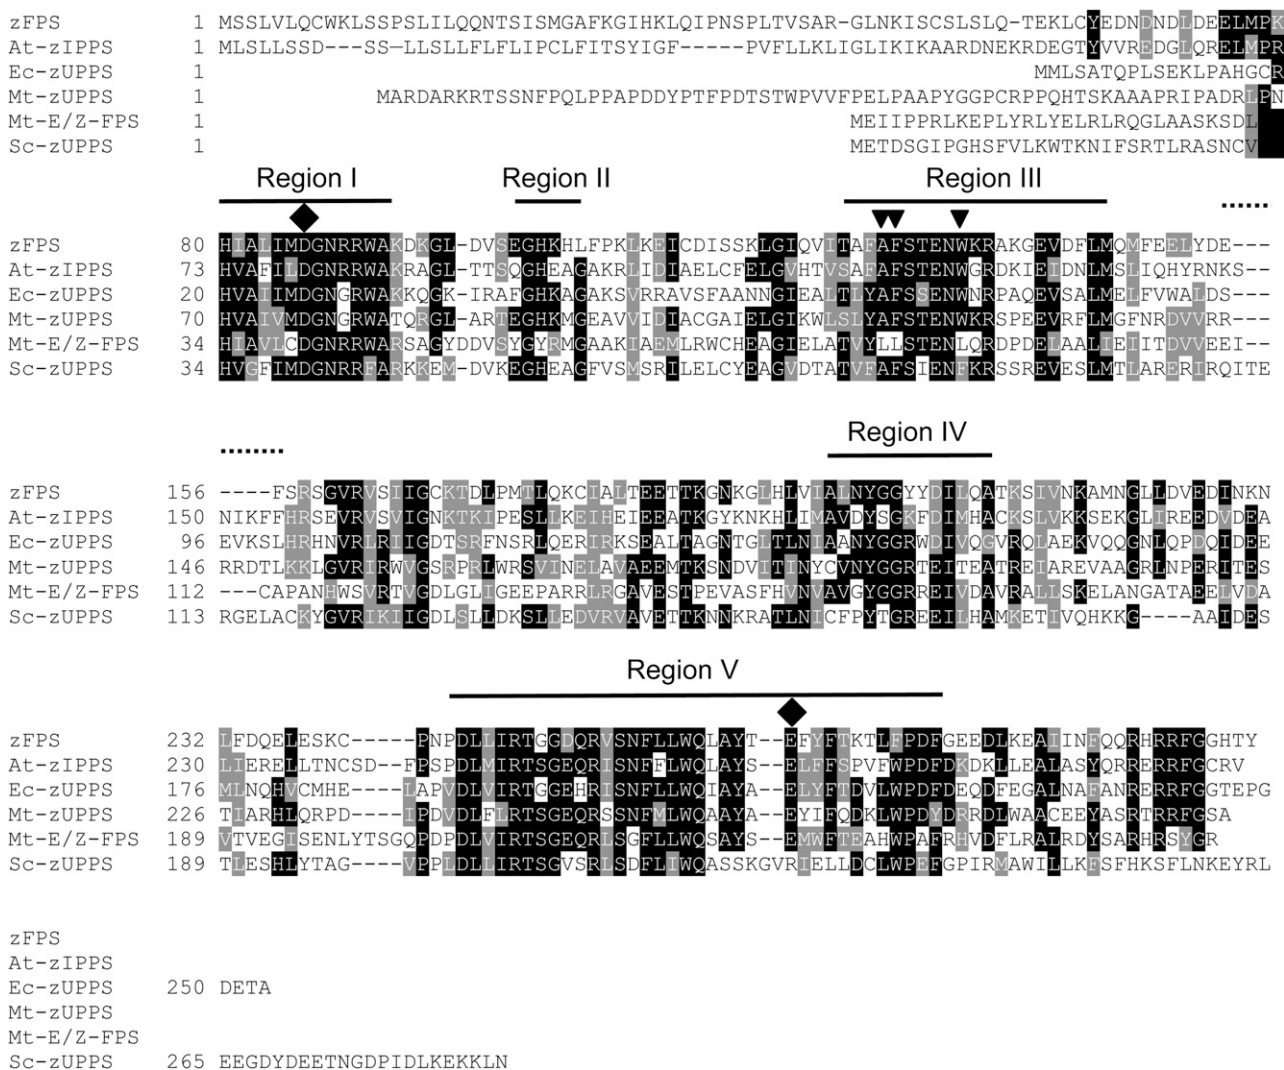 zFPS 1 MSSLVLQCWKLSSPSLILQQNTSISMGAFKGIHKLQIPNSPLTVSAR-GLNKISCSLSLQ-TEKLCYEDNDNDLDEELMPK
At-zIPPS 1 MLSLLSSD---SS-LLSLLFLFLIPCLFITSYIGF-----PVFLLKLIGLIKIKAARDNEKRDEGTYVVREDGLQRELMPR
Ec-zUPPS 1 MMLSATQPLSEKLPAHGCR
Mt-zUPPS 1 MARDARKRTSSNFPQLPPAPDDYPTFPDTSTWPVVFPELPAAPYGGPCRPPQHTSKAAAPRIPADRLPN
Mt-E/Z-FPS 1 MEIIPPRLKEPLYRLYELRLRQGLAASKSDL
Sc-zUPPS 1 METDSGIPGHSFVLKWTKNIFSRTLRASNCV
Region I Region II Region III
zFPS 80 HIALIMDGNRRWAKDKGL-DVSEGHKHLFPKLKEICDISSKLGIQVITAFAFSTENWKRAKGEVDFLMQMFEELYDE---
At-zIPPS 73 HVAFILDGNRRWAKRAGL-TTSQGHEAGAKRLIDIAELCFELGVHTVSAFAFSTENWGRDKIEIDNLMSLIQHYRNKS--
Ec-zUPPS 20 HVAIIMDGNGRWAKKQGK-IRAFGHKAGAKSVRRAVSFAANNGIEALTLYAFSSENWNRPAQEVSALMELFVWALDS---
Mt-zUPPS 70 HVAIVMDGNGRWATQRGL-ARTEGHKMGEAVVIDIACGAIELGIKWLSLYAFSTENWKRSPEEVRFLMGFNRDVVRR---
Mt-E/Z-FPS 34 HIAVLCDGNRRWARSAGYDDVSYGYRMGAAKIAEMLRWCHEAGIELATVYLLSTENLQRDPDELAALIEIITDVVEEI--
Sc-zUPPS 34 HVGFIMDGNRRFARKKEM-DVKEGHEAGFVSMSRILELCYEAGVDTATVFAFSIENFKRSSREVESLMTLARERIRQITE
Region IV
zFPS 156 ----FSRSGVRVSIIGCKTDLPMTLQKCIALTEETTKGNKGLHLVIALNYGGYYDILQATKSIVNKAMNGLLDVEDINKN
At-zIPPS 150 NIKFFHRSEVRVSVIGNKTKIPESLLKEIHEIEEATKGYKNKHLIMAVDYSGKFDIMHACKSLVKKSEKGLIREEDVDEA
Ec-zUPPS 96 EVKSLHRHNVRLRIIGDTSRFNSRLQERIRKSEALTAGNTGLTLNIAANYGGRWDIVQGVRQLAEKVQQGNLQPDQIDEE
Mt-zUPPS 146 RRDTLKKLGVRIRWVGSRPRLWRSVINELAVAEEMTKSNDVITINYCVNYGGRTEITEATREIAREVAAGRLNPERITES
Mt-E/Z-FPS 112 ---CAPANHWSVRTVGDLGLIGEEPARRLRGAVESTPEVASFHVNVAVGYGGRREIVDAVRALLSKELANGATAEELVDA
Sc-zUPPS 113 RGELACKYGVRIKIIGDLSLLDKSLLEDVRVAVETTKNNKRATLNICFPYTGREEILHAMKETIVQHKKG----AAIDES
Region V
zFPS 232 LFDQELESKC-----PNPDLLIRTGGDQRVSNFLLWQLAYT--EFYFTKTLFPDFGEEDLKEAIINFQQRHRRFGGHTY
At-zIPPS 230 LIERELLTNCSD--FPSPDLMIRTSGEQRISNFFLWQLAYS--ELFFSPVFWPDFDKDKLLEALASYQRRERRFGCRV
Ec-zUPPS 176 MLNQHVCMHE---LAPVDLVIRTGGEHRISNFLLWQIAYA--ELYFTDVLWPDFDEQDFEGALNAFANRERRFGGTEPG
Mt-zUPPS 226 TIARHLQRPD----IPDVDLFLRTSGEQRSSNFMLWQAAYA--EYIFQDKLWPDYDRRDLWAACEEYASRTRRFGSA
Mt-E/Z-FPS 189 VTVEGISENLYTSGQPDPDLVIRTSGEQRLSGFLLWQSAYS--EMWFTEAHWPAFRHVDFLRALRDYSARHRSYGR
Sc-zUPPS 189 TLESHLYTAG----VPPLDLLIRTSGVSRLSDFLIWQASSKGVRIELLDCLWPEFGPIRMAWILLKFSFHKSFLNKEYRL
zFPS
At-zIPPS
Ec-zUPPS 250 DETA
Mt-zUPPS
Mt-E/Z-FPS
Sc-zUPPS 265 EEGDYDEETNGDPIDLKEKKLN